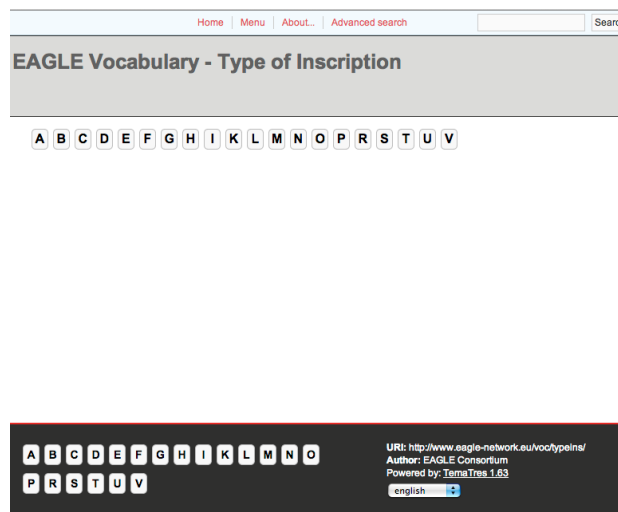 Home | Menu | About... | Advanced search Searc
EAGLE Vocabulary - Type of Inscription
A B C D E F G H I K L M N O P R S T U V
A B C D E F G H I K L M N O
P R S T U V
URI: http://www.eagle-network.eu/voc/typeins/
Author: EAGLE Consortium
Powered by: TemaTres 1.63
english